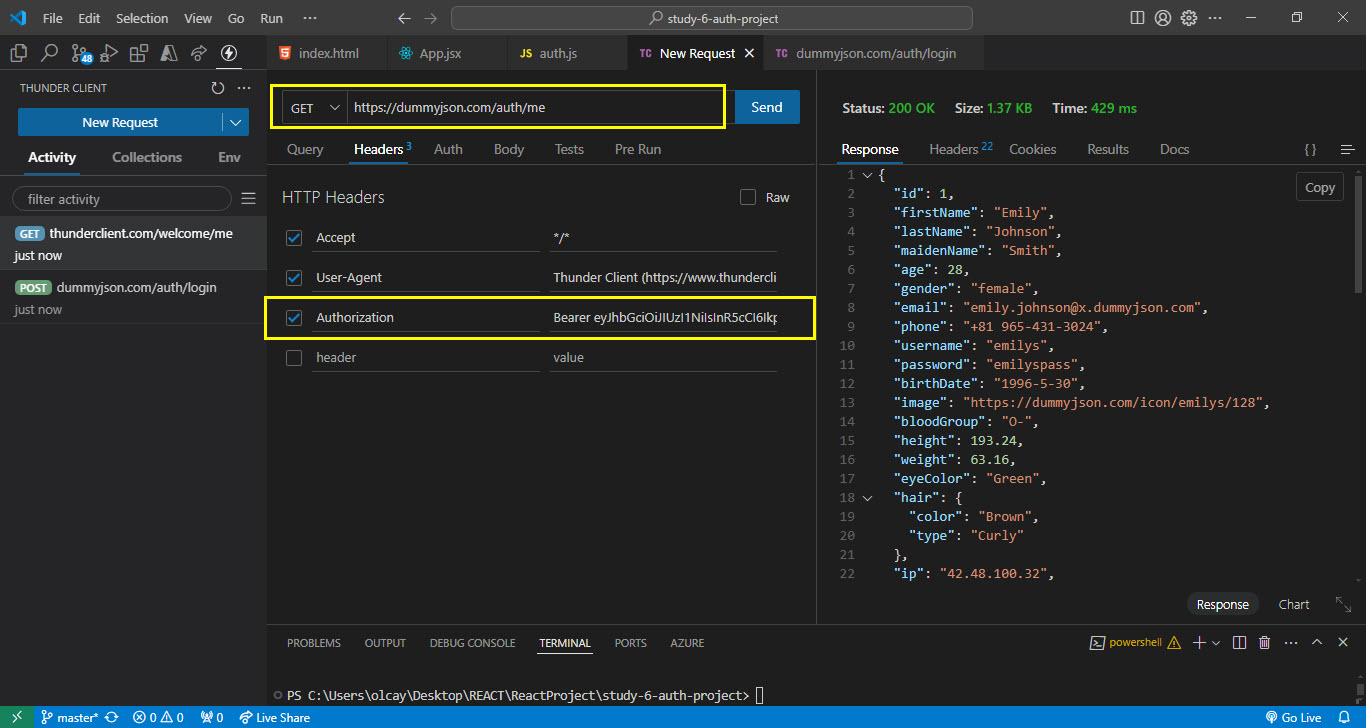 File Edit Selection View Go Run ··· study-6-auth-project
48 index.html App.jsx JS auth.js TC New Request TC dummyjson.com/auth/login
THUNDER CLIENT
New Request
Activity Collections Env
filter activity
GET thunderclient.com/welcome/me
just now
POST dummyjson.com/auth/login
just now
GET https://dummyjson.com/auth/me Send
Query Headers 3 Auth Body Tests Pre Run
HTTP Headers Raw
Accept */*
User-Agent Thunder Client (https://www.thundercli
Authorization Bearer eyJhbGciOiJIUzI1NiIsInR5cCI6Ikp
header value
Status: 200 OK Size: 1.37 KB Time: 429 ms
Response Headers 22 Cookies Results Docs { }
Copy
1 {
2 "id": 1,
3 "firstName": "Emily",
4 "lastName": "Johnson",
5 "maidenName": "Smith",
6 "age": 28,
7 "gender": "female",
8 "email": "emily.johnson@x.dummyjson.com",
9 "phone": "+81 965-431-3024",
10 "username": "emilys",
11 "password": "emilyspass",
12 "birthDate": "1996-5-30",
13 "image": "https://dummyjson.com/icon/emilys/128",
14 "bloodGroup": "O-",
15 "height": 193.24,
16 "weight": 63.16,
17 "eyeColor": "Green",
18 "hair": {
19 "color": "Brown",
20 "type": "Curly"
21 },
22 "ip": "42.48.100.32",
Response Chart
PROBLEMS OUTPUT DEBUG CONSOLE TERMINAL PORTS AZURE powershell
PS C:\Users\olcay\Desktop\REACT\ReactProject\study-6-auth-project>
master* 0 0 0 Live Share Go Live